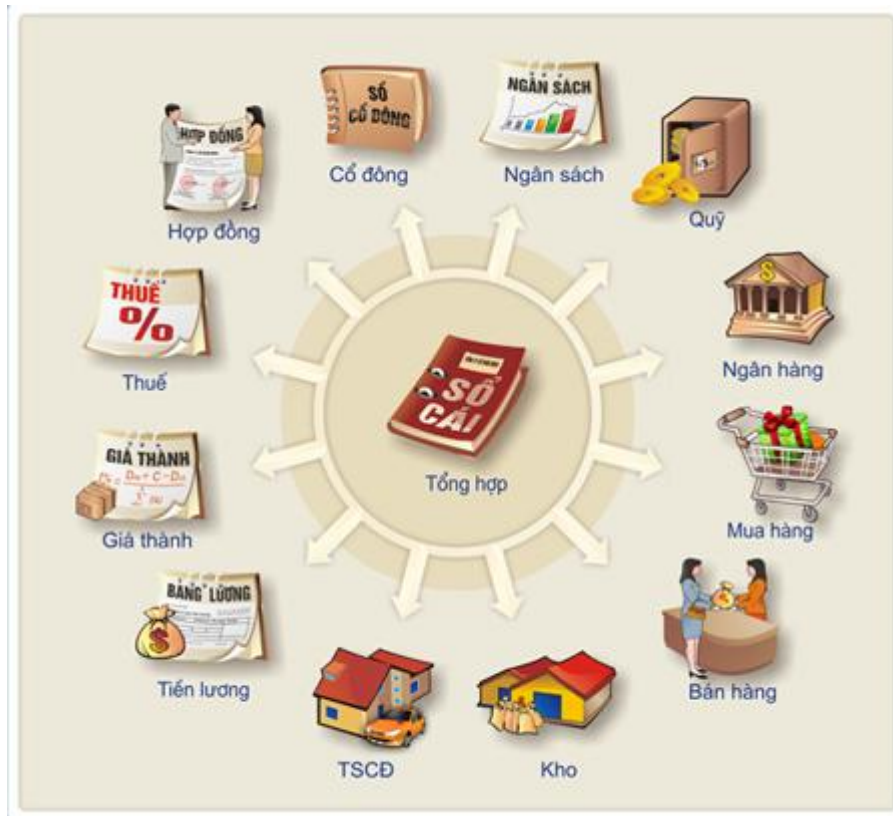 SỔ
CỔ ĐÔNG
Cổ đông
NGÂN SÁCH
Ngân sách
Quỹ
HỢP ĐỒNG
Hợp đồng
Ngân hàng
THUẾ
%
Thuế
SỔ
CÁI
Tổng hợp
Mua hàng
GIÁ THÀNH
Giá thành
BẢNG LƯƠNG
$
Tiền lương
Bán hàng
TSCĐ
Kho